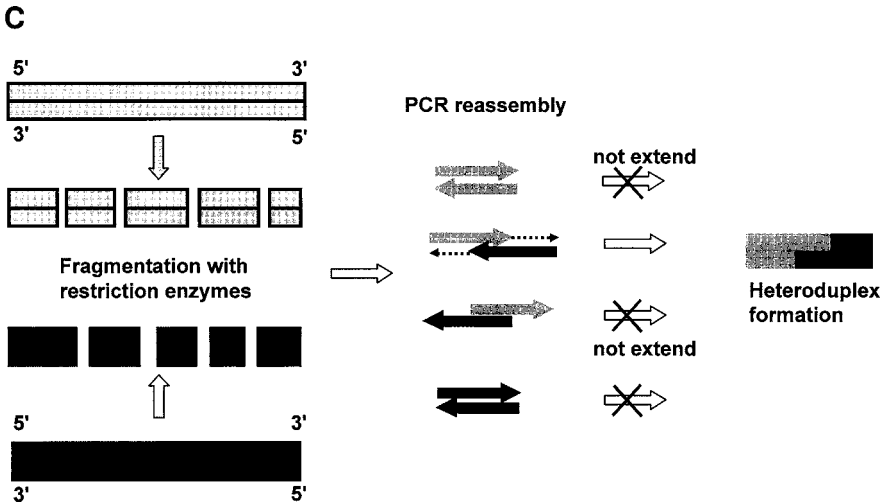 C
5' 3'
3' 5'
PCR reassembly
not extend
Fragmentation with
restriction enzymes
Heteroduplex
formation
not extend
5' 3'
3' 5'